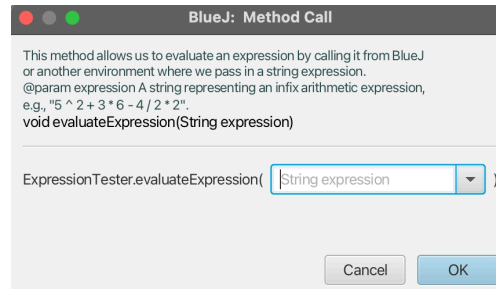 BlueJ: Method Call
This method allows us to evaluate an expression by calling it from BlueJ
or another environment where we pass in a string expression.
@param expression A string representing an infix arithmetic expression,
e.g., "5 ^ 2 + 3 * 6 - 4 / 2 * 2".
void evaluateExpression(String expression)
ExpressionTester.evaluateExpression( String expression )
Cancel OK